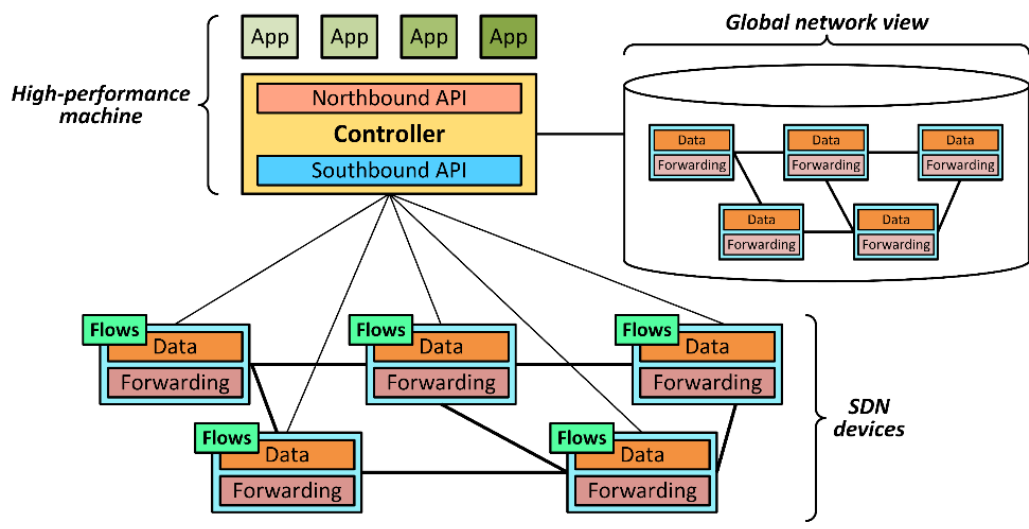 Global network view
App App App App
High-performance
machine
Northbound API
Controller
Southbound API
Data Data Data
Forwarding Forwarding Forwarding
Data Data
Forwarding Forwarding
Flows Flows Flows
Data Data Data
Forwarding Forwarding Forwarding
SDN
devices
Flows Flows
Data Data
Forwarding Forwarding